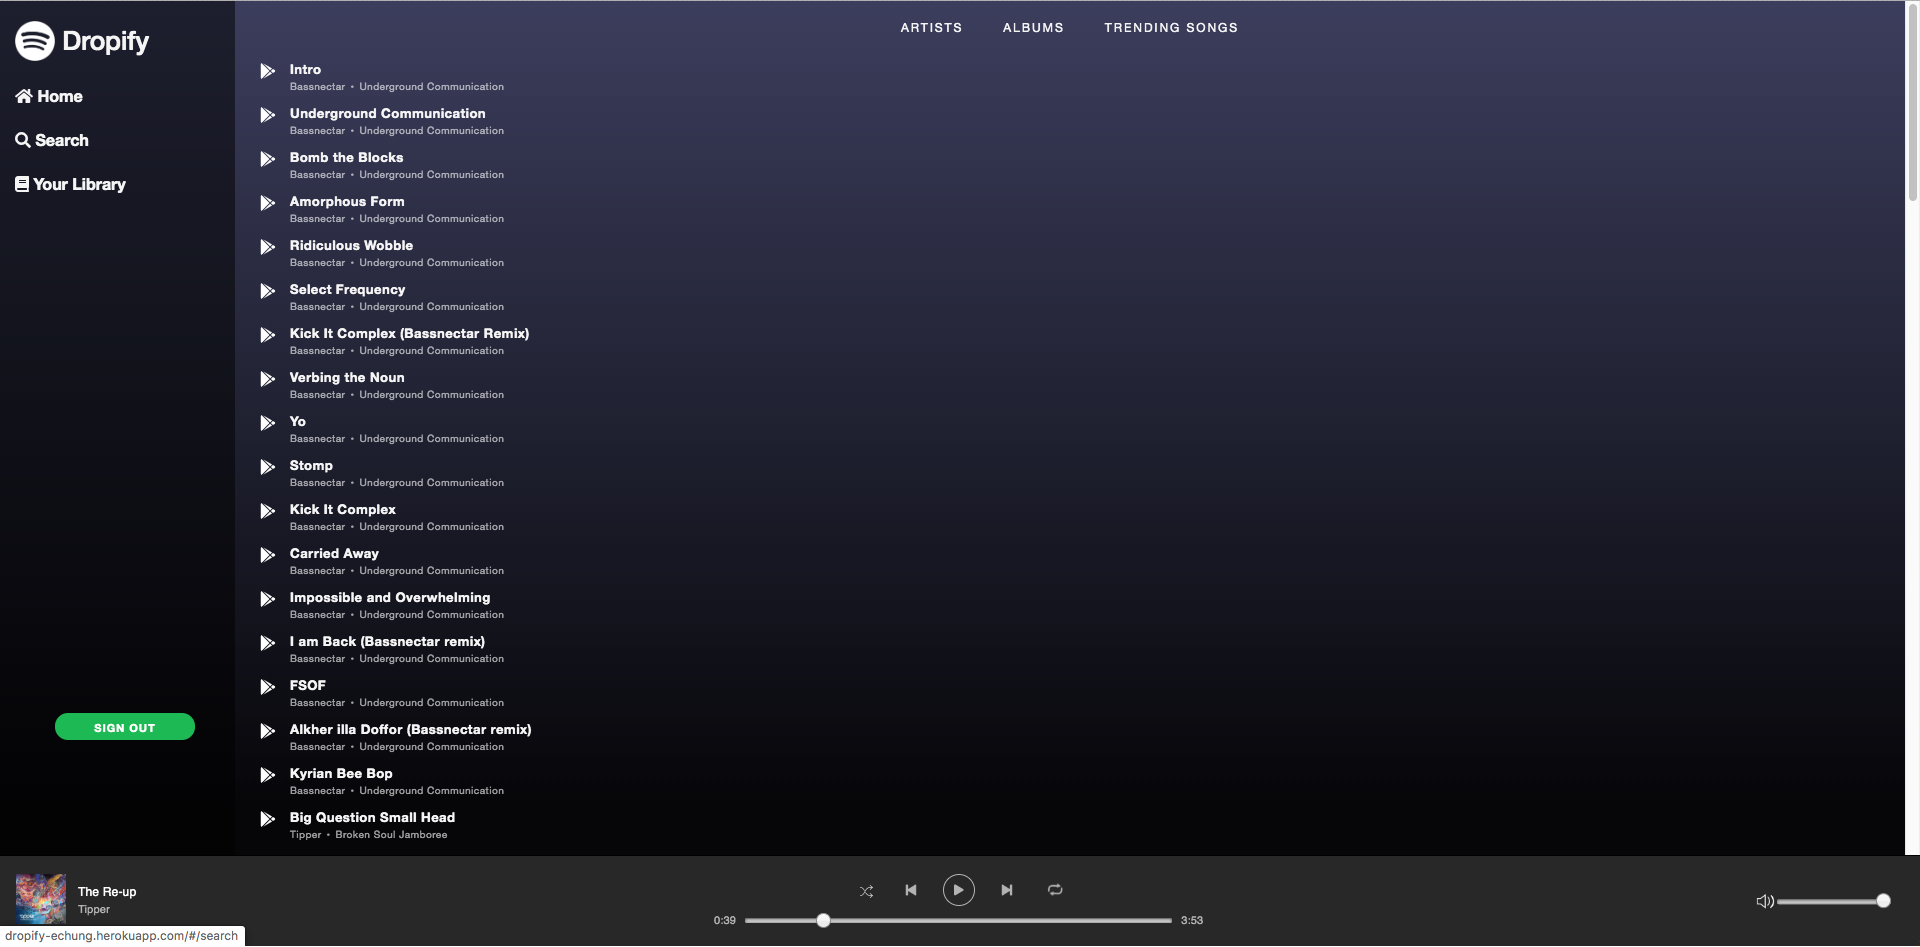 Dropify
Home
Search
Your Library
SIGN OUT
ARTISTS ALBUMS TRENDING SONGS
Intro
Bassnectar • Underground Communication
Underground Communication
Bassnectar • Underground Communication
Bomb the Blocks
Bassnectar • Underground Communication
Amorphous Form
Bassnectar • Underground Communication
Ridiculous Wobble
Bassnectar • Underground Communication
Select Frequency
Bassnectar • Underground Communication
Kick It Complex (Bassnectar Remix)
Bassnectar • Underground Communication
Verbing the Noun
Bassnectar • Underground Communication
Yo
Bassnectar • Underground Communication
Stomp
Bassnectar • Underground Communication
Kick It Complex
Bassnectar • Underground Communication
Carried Away
Bassnectar • Underground Communication
Impossible and Overwhelming
Bassnectar • Underground Communication
I am Back (Bassnectar remix)
Bassnectar • Underground Communication
FSOF
Bassnectar • Underground Communication
Alkher illa Doffor (Bassnectar remix)
Bassnectar • Underground Communication
Kyrian Bee Bop
Bassnectar • Underground Communication
Big Question Small Head
Tipper • Broken Soul Jamboree
The Re-up
Tipper
0:39 3:53
dropify-echung.herokuapp.com/#/search